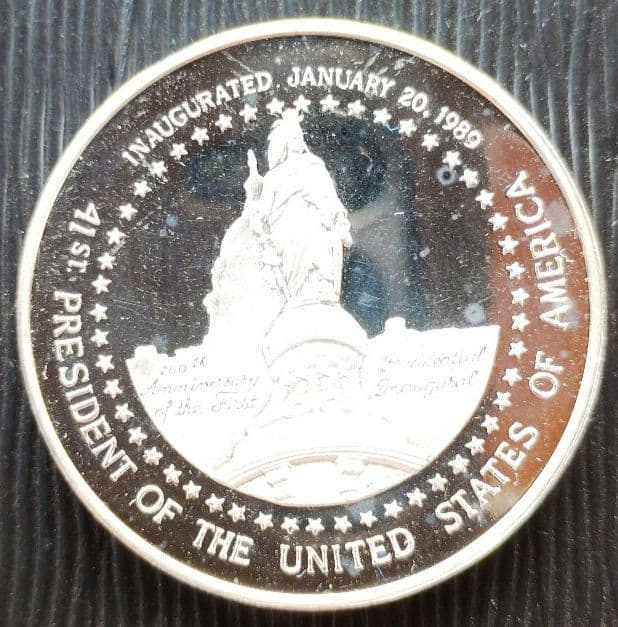 INAUGURATED JANUARY 20, 1989
41ST. PRESIDENT OF THE UNITED STATES OF AMERICA
200th
Anniversary
of the First
Presidential
Inaugural